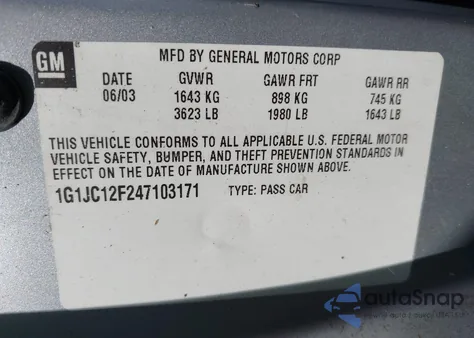 GM
MFD BY GENERAL MOTORS CORP
DATE GVWR GAWR FRT GAWR RR
06/03 1643 KG 898 KG 745 KG
3623 LB 1980 LB 1643 LB
THIS VEHICLE CONFORMS TO ALL APPLICABLE U.S. FEDERAL MOTOR
VEHICLE SAFETY, BUMPER, AND THEFT PREVENTION STANDARDS IN
EFFECT ON THE DATE OF MANUFACTURE SHOWN ABOVE.
1G1JC12F247103171 TYPE: PASS CAR
autoSnap